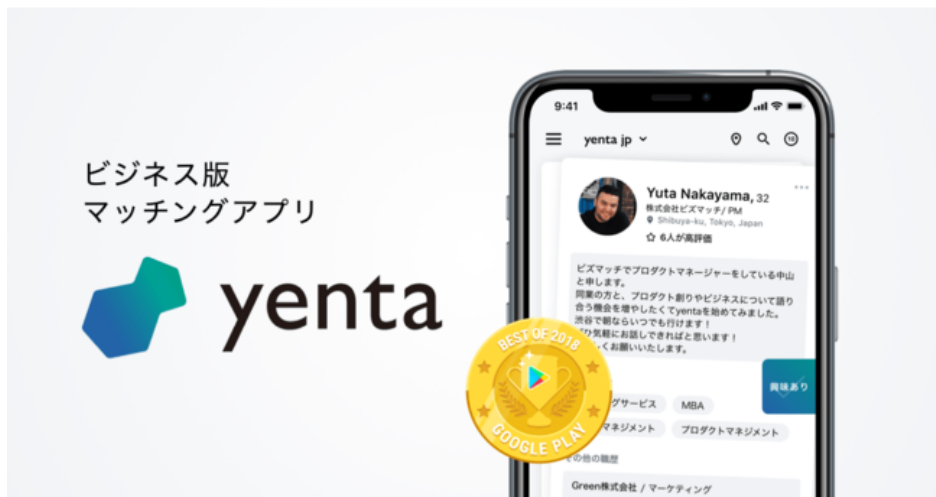 ビジネス版
マッチングアプリ
yenta
BEST OF 2018
GOOGLE PLAY
9:41
yenta jp
16
Yuta Nakayama, 32
株式会社ビズマッチ/ PM
Shibuya-ku, Tokyo, Japan
6人が高評価
ビズマッチでプロダクトマネージャーをしている中山
と申します。
同業の方と、プロダクト創りやビジネスについて語り
合う機会を増やしたくてyentaを始めてみました。
渋谷で朝ならいつでも行けます！
ひ気軽にお話しできればと思います！
しくお願いいたします。
興味あり
グサービス
MBA
マネジメント
プロダクトマネジメント
その他の職歴
Green株式会社 / マーケティング